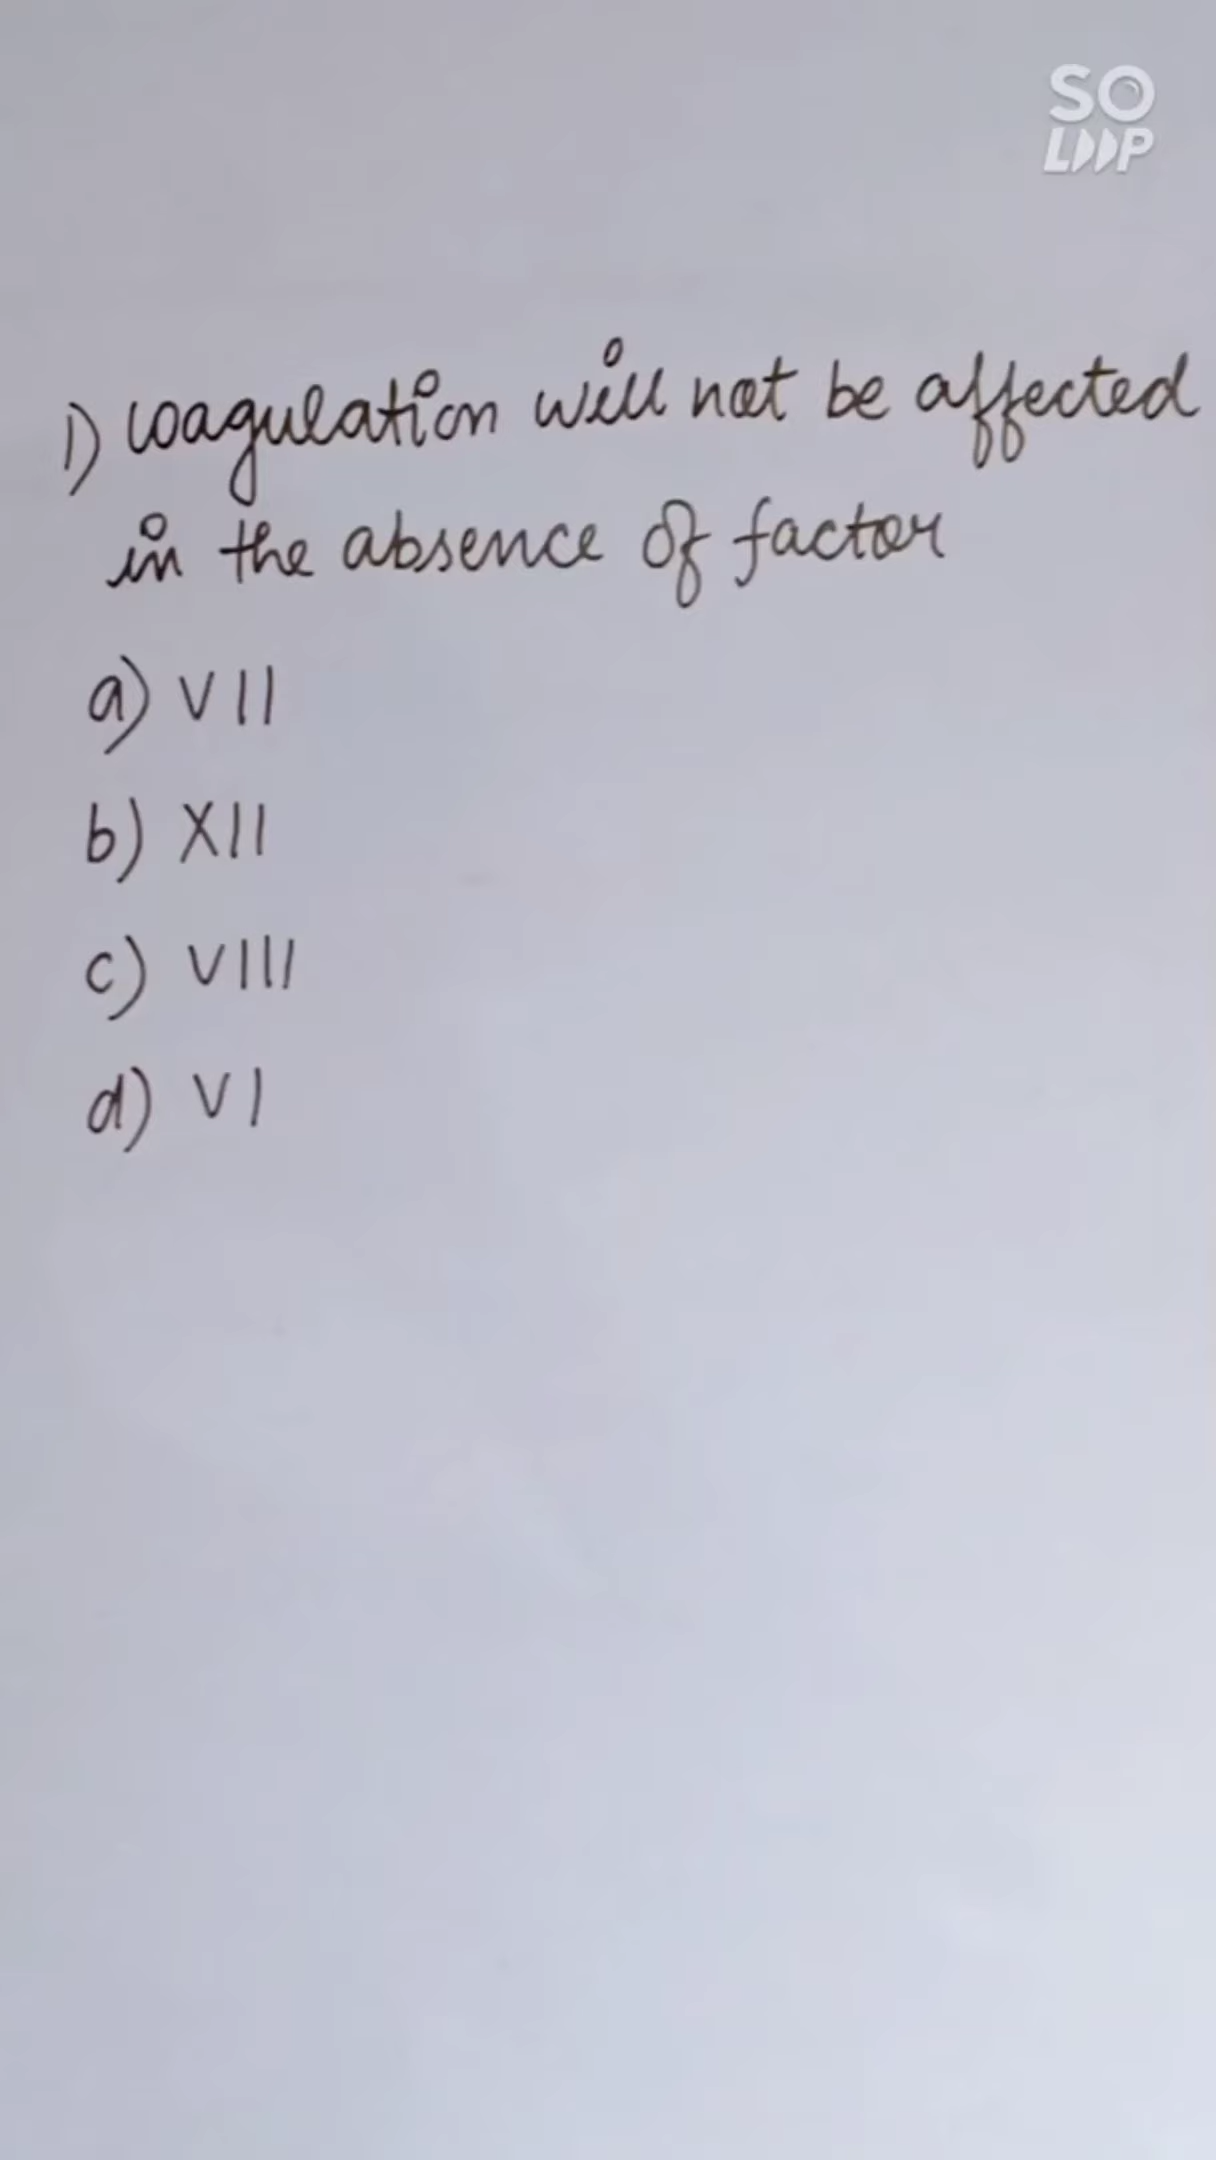 SO
LOOP
1) coagulation will not be affected
in the absence of factor
a) VII
b) XII
c) VIII
d) VI